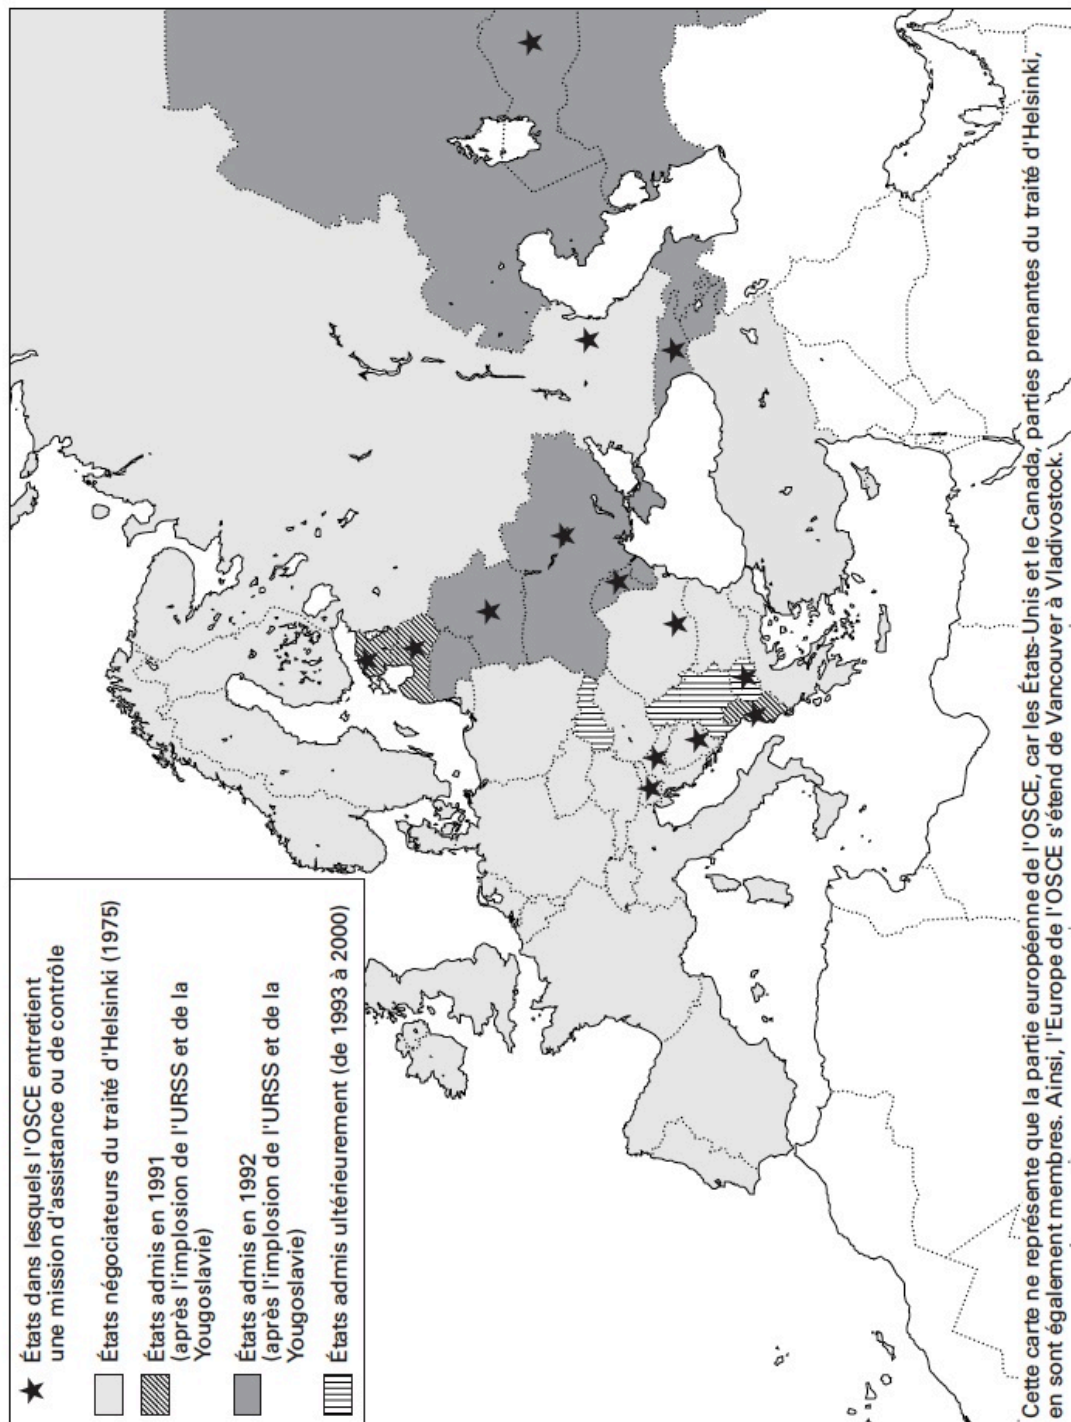 États dans lesquels l'OSCE entretient
une mission d'assistance ou de contrôle
États négociateurs du traité d'Helsinki (1975)
États admis en 1991
(après l'implosion de l'URSS et de la
Yougoslavie)
États admis en 1992
(après l'implosion de l'URSS et de la
Yougoslavie)
États admis ultérieurement (de 1993 à 2000)
Cette carte ne représente que la partie européenne de l'OSCE, car les États-Unis et le Canada, parties prenantes du traité d'Helsinki,
en sont également membres. Ainsi, l'Europe de l'OSCE s'étend de Vancouver à Vladivostock.